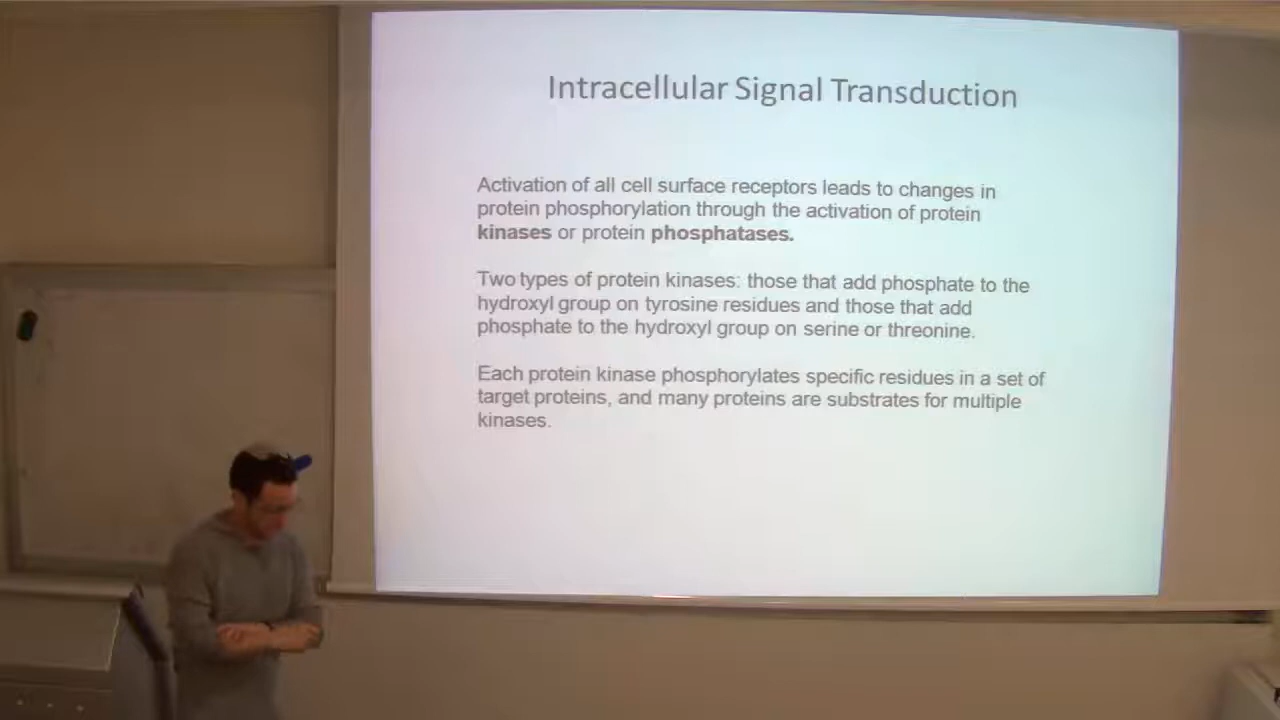 Intracellular Signal Transduction
Activation of all cell surface receptors leads to changes in
protein phosphorylation through the activation of protein
kinases or protein phosphatases.
Two types of protein kinases: those that add phosphate to the
hydroxyl group on tyrosine residues and those that add
phosphate to the hydroxyl group on serine or threonine.
Each protein kinase phosphorylates specific residues in a set of
target proteins, and many proteins are substrates for multiple
kinases.